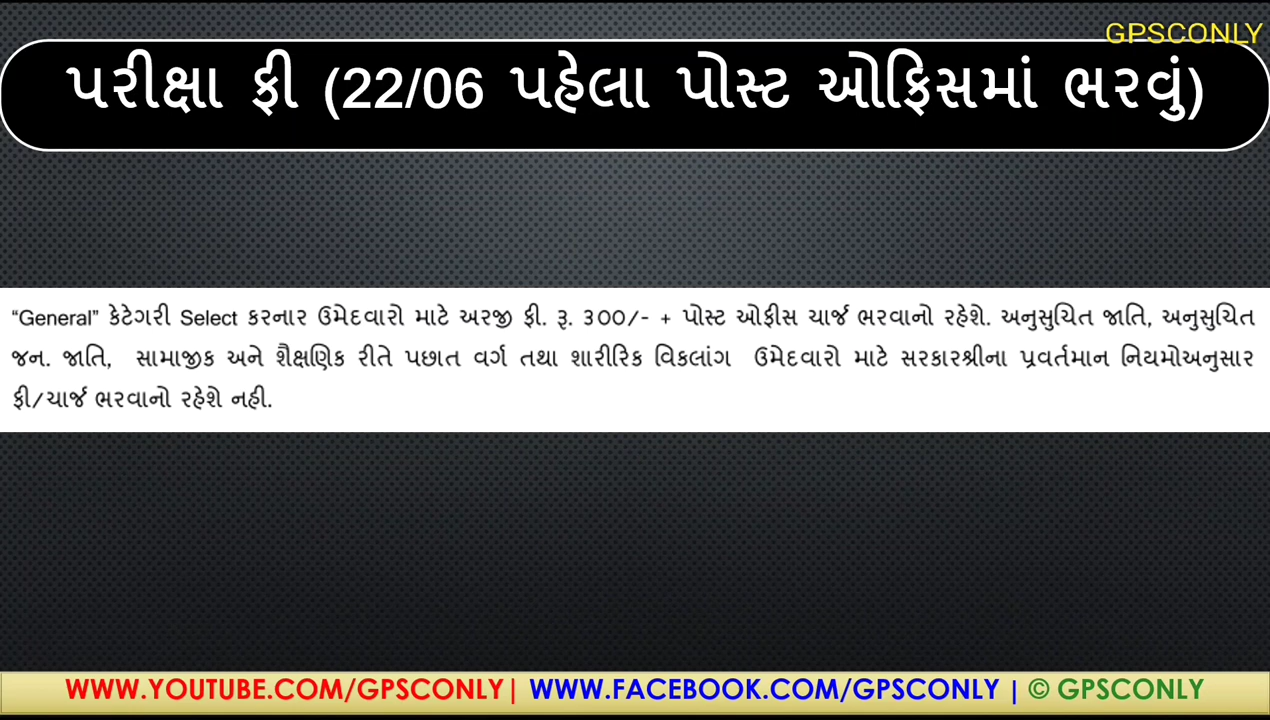 GPSCONLY
પરીક્ષા ફી (22/06 પહેલા પોસ્ટ ઓફિસમાં ભરવું)
“General” કેટેગરી Select કરનાર ઉમેદવારો માટે અરજી ફી. રૂ. ૩૦૦/- + પોસ્ટ ઓફીસ ચાર્જ ભરવાનો રહેશે. અનુસુચિત જાતિ, અનુસુચિત
જન. જાતિ, સામાજીક અને શૈક્ષણિક રીતે પછાત વર્ગ તથા શારીરિક વિકલાંગ ઉમેદવારો માટે સરકારશ્રીના પ્રવર્તમાન નિયમોઅનુસાર
ફી/ચાર્જ ભરવાનો રહેશે નહી.
WWW.YOUTUBE.COM/GPSCONLY| WWW.FACEBOOK.COM/GPSCONLY | © GPSCONLY